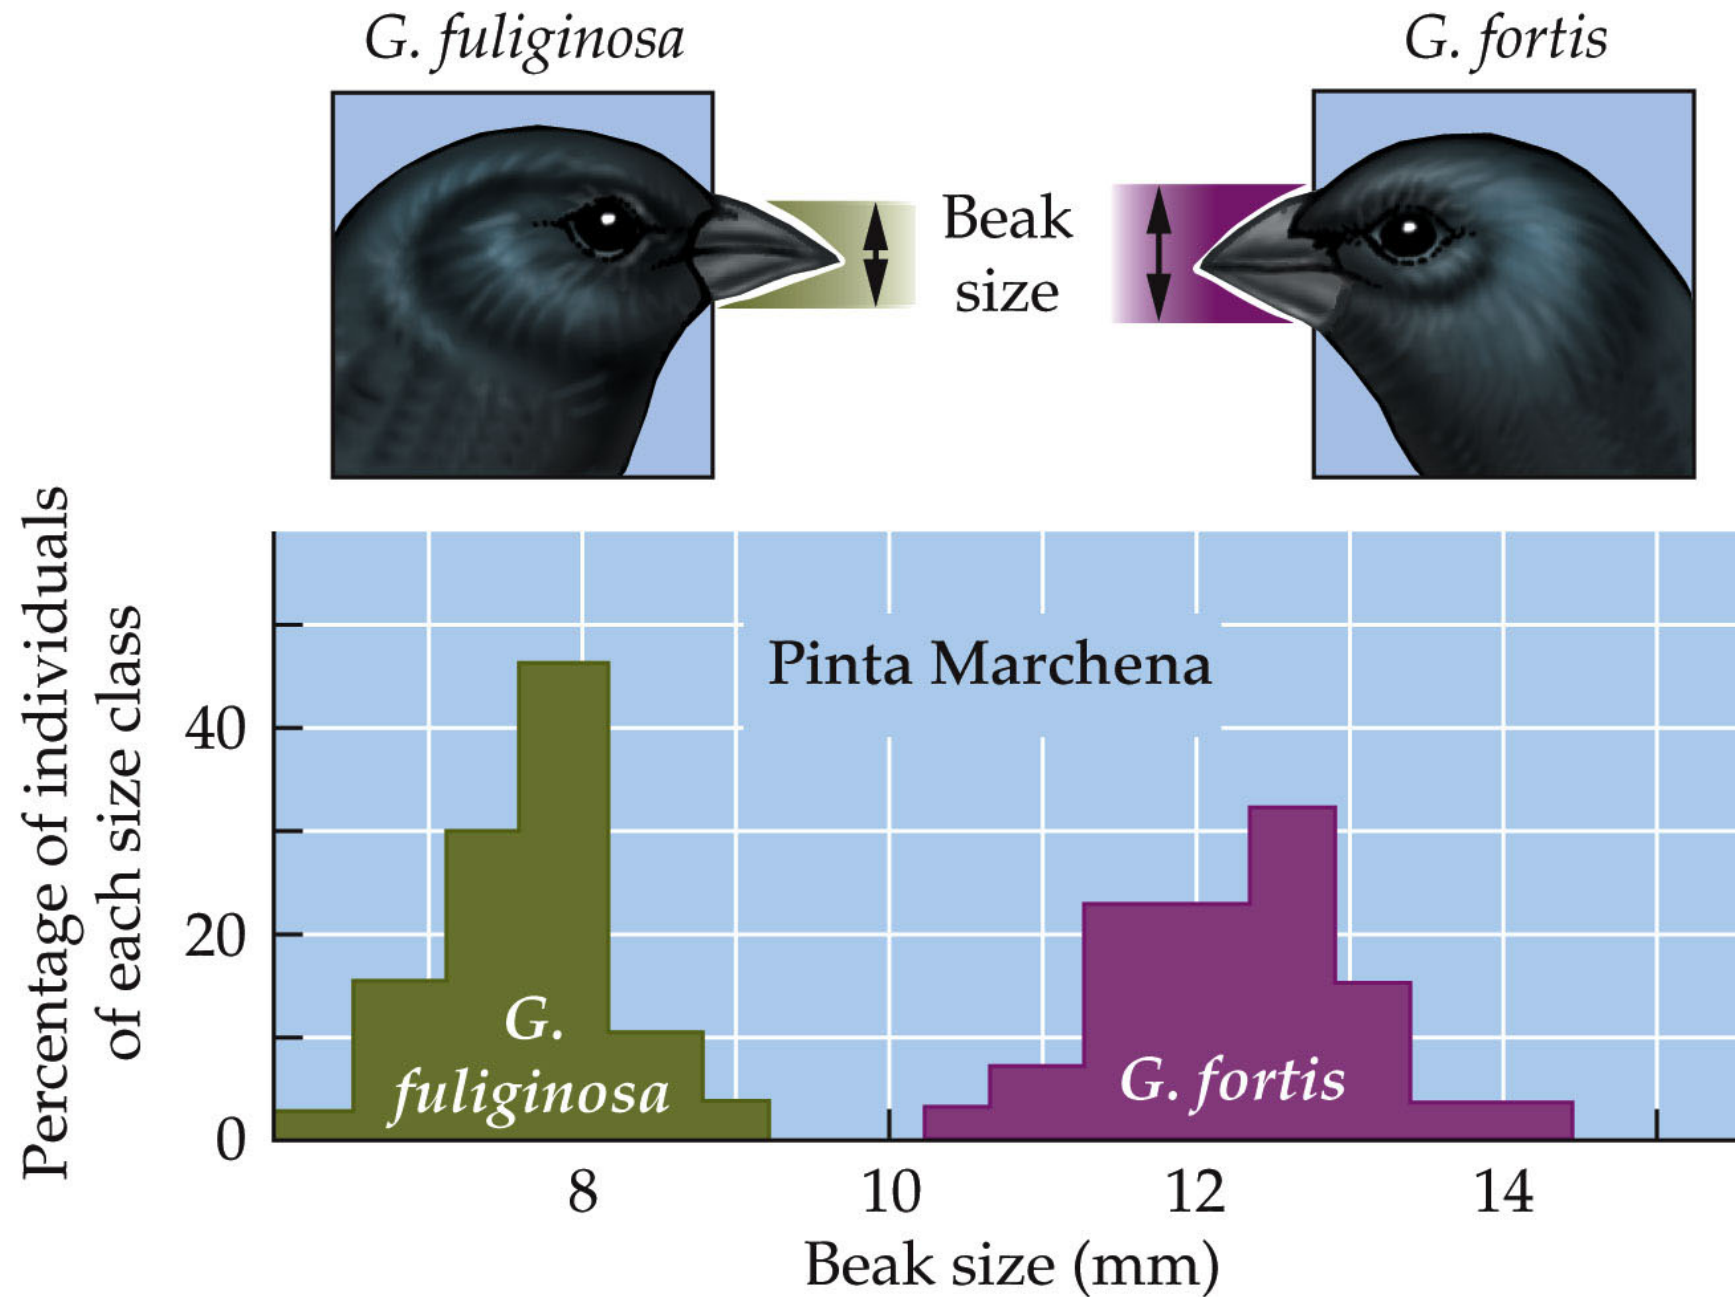 G. fuliginosa
G. fortis
Beak
size
Percentage of individuals
of each size class
Pinta Marchena
40
20
0
G.
fuliginosa
G. fortis
8
10
12
14
Beak size (mm)